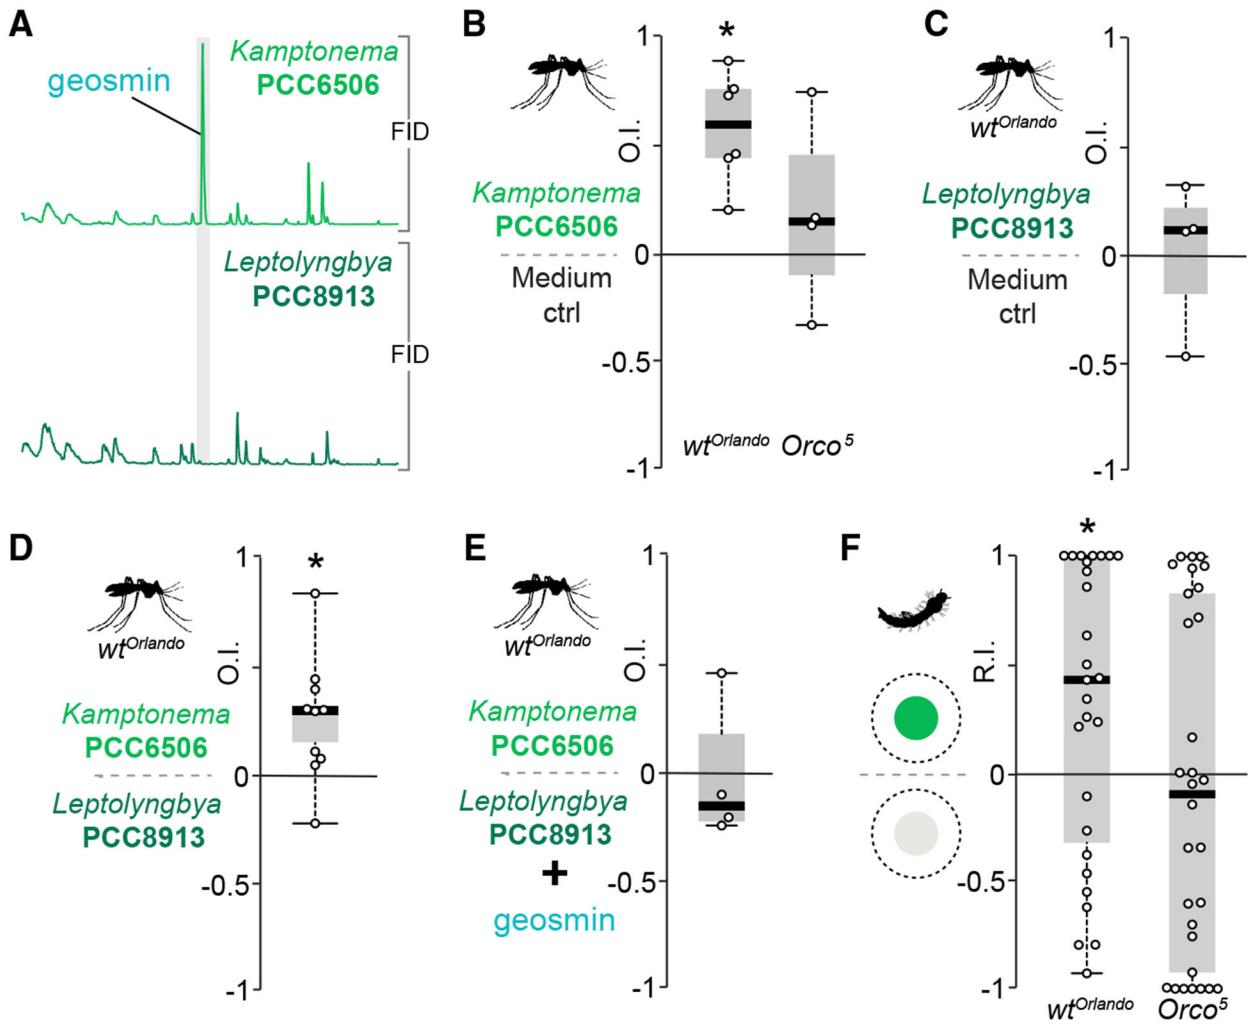 A
geosmin
Kamptonema
PCC6506
FID
Leptolyngbya
PCC8913
FID
B
*
1
O.I.
Kamptonema
PCC6506
Medium
ctrl
0
-0.5
-1
wtOrlando
Orco5
C
wtOrlando
1
O.I.
Leptolyngbya
PCC8913
Medium
ctrl
0
-0.5
-1
D
*
1
wtOrlando
O.I.
Kamptonema
PCC6506
0
Leptolyngbya
PCC8913
-0.5
-1
E
1
wtOrlando
O.I.
Kamptonema
PCC6506
0
Leptolyngbya
PCC8913
+
geosmin
-0.5
-1
F
*
1
R.I.
0
-0.5
-1
wtOrlando
Orco5